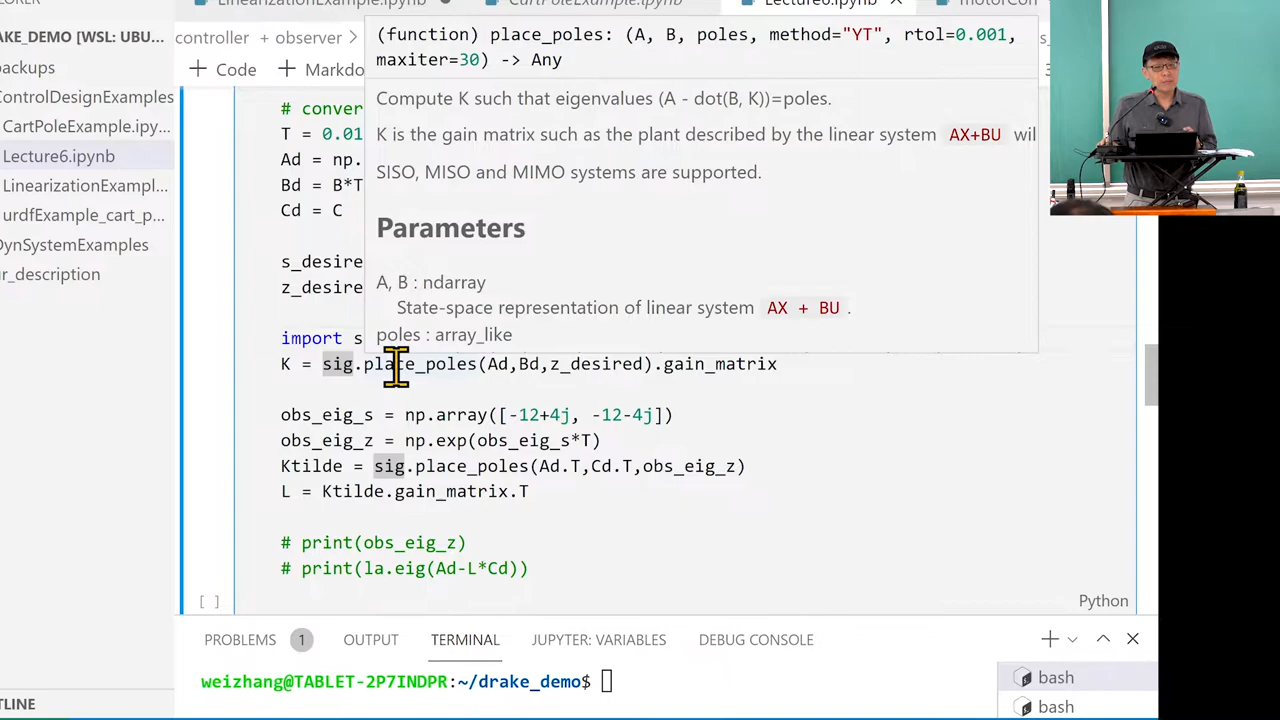 LinearizationExample.ipynb
CartPoleExample.ipynb
Lecture6.ipynb
motorCon
AKE_DEMO [WSL: UBU...
controller + observer >
ackups
+ Code + Markdo
ontrolDesignExamples
CartPoleExample.ipy...
Lecture6.ipynb
LinearizationExampl...
urdfExample_cart_p...
DynSystemExamples
r_description
(function) place_poles: (A, B, poles, method="YT", rtol=0.001,
maxiter=30) -> Any
Compute K such that eigenvalues (A - dot(B, K))=poles.
K is the gain matrix such as the plant described by the linear system AX+BU wil
SISO, MISO and MIMO systems are supported.
Parameters
A, B : ndarray
State-space representation of linear system AX + BU .
poles : array_like
# conver
T = 0.01
Ad = np.
Bd = B*T
Cd = C
s_desire
z_desired
import s
K = sig.place_poles(Ad,Bd,z_desired).gain_matrix
obs_eig_s = np.array([-12+4j, -12-4j])
obs_eig_z = np.exp(obs_eig_s*T)
Ktilde = sig.place_poles(Ad.T,Cd.T,obs_eig_z)
L = Ktilde.gain_matrix.T
# print(obs_eig_z)
# print(la.eig(Ad-L*Cd))
[ ]
Python
PROBLEMS 1 OUTPUT TERMINAL JUPYTER: VARIABLES DEBUG CONSOLE
weizhang@TABLET-2P7INDPR:~/drake_demo$
bash
bash
TLINE